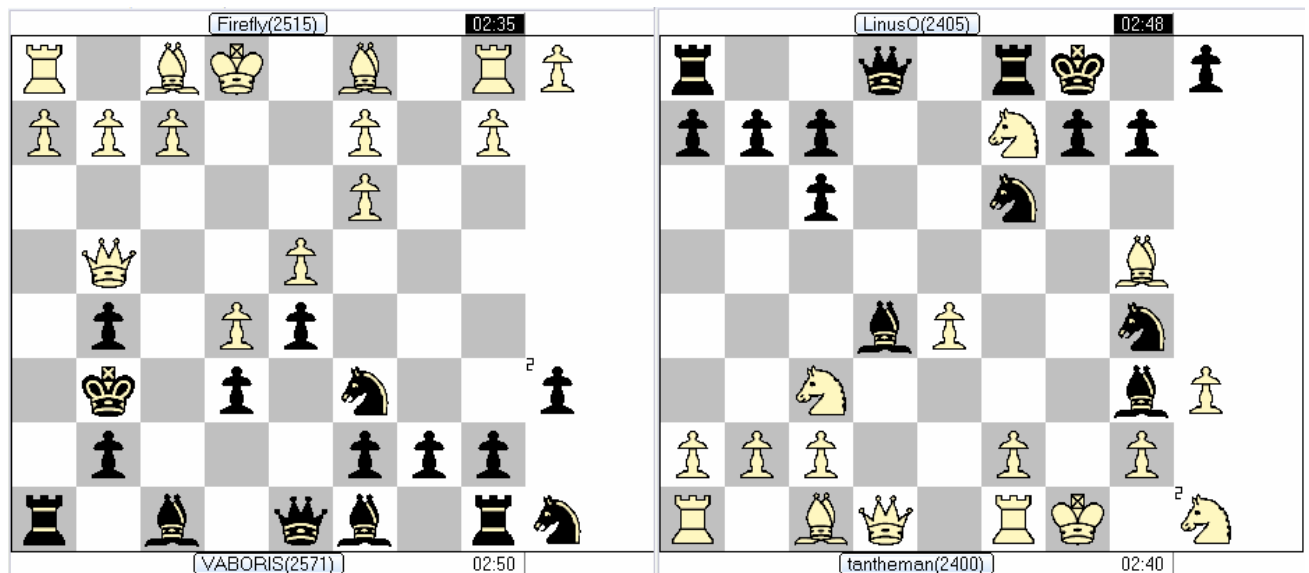 Firefly(2515) 02:35
LinusO(2405) 02:48
2
2
VABORIS(2571) 02:50
tantheman(2400) 02:40